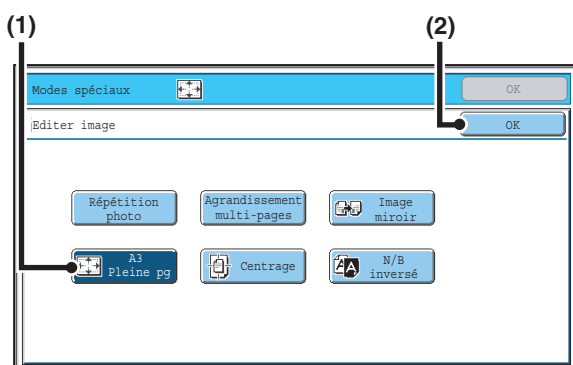 (1)
(2)
Modes spéciaux
OK
Editer image
OK
Répétition
photo
Agrandissement
multi-pages
Image
miroir
A3
Pleine pg
Centrage
N/B
inversé